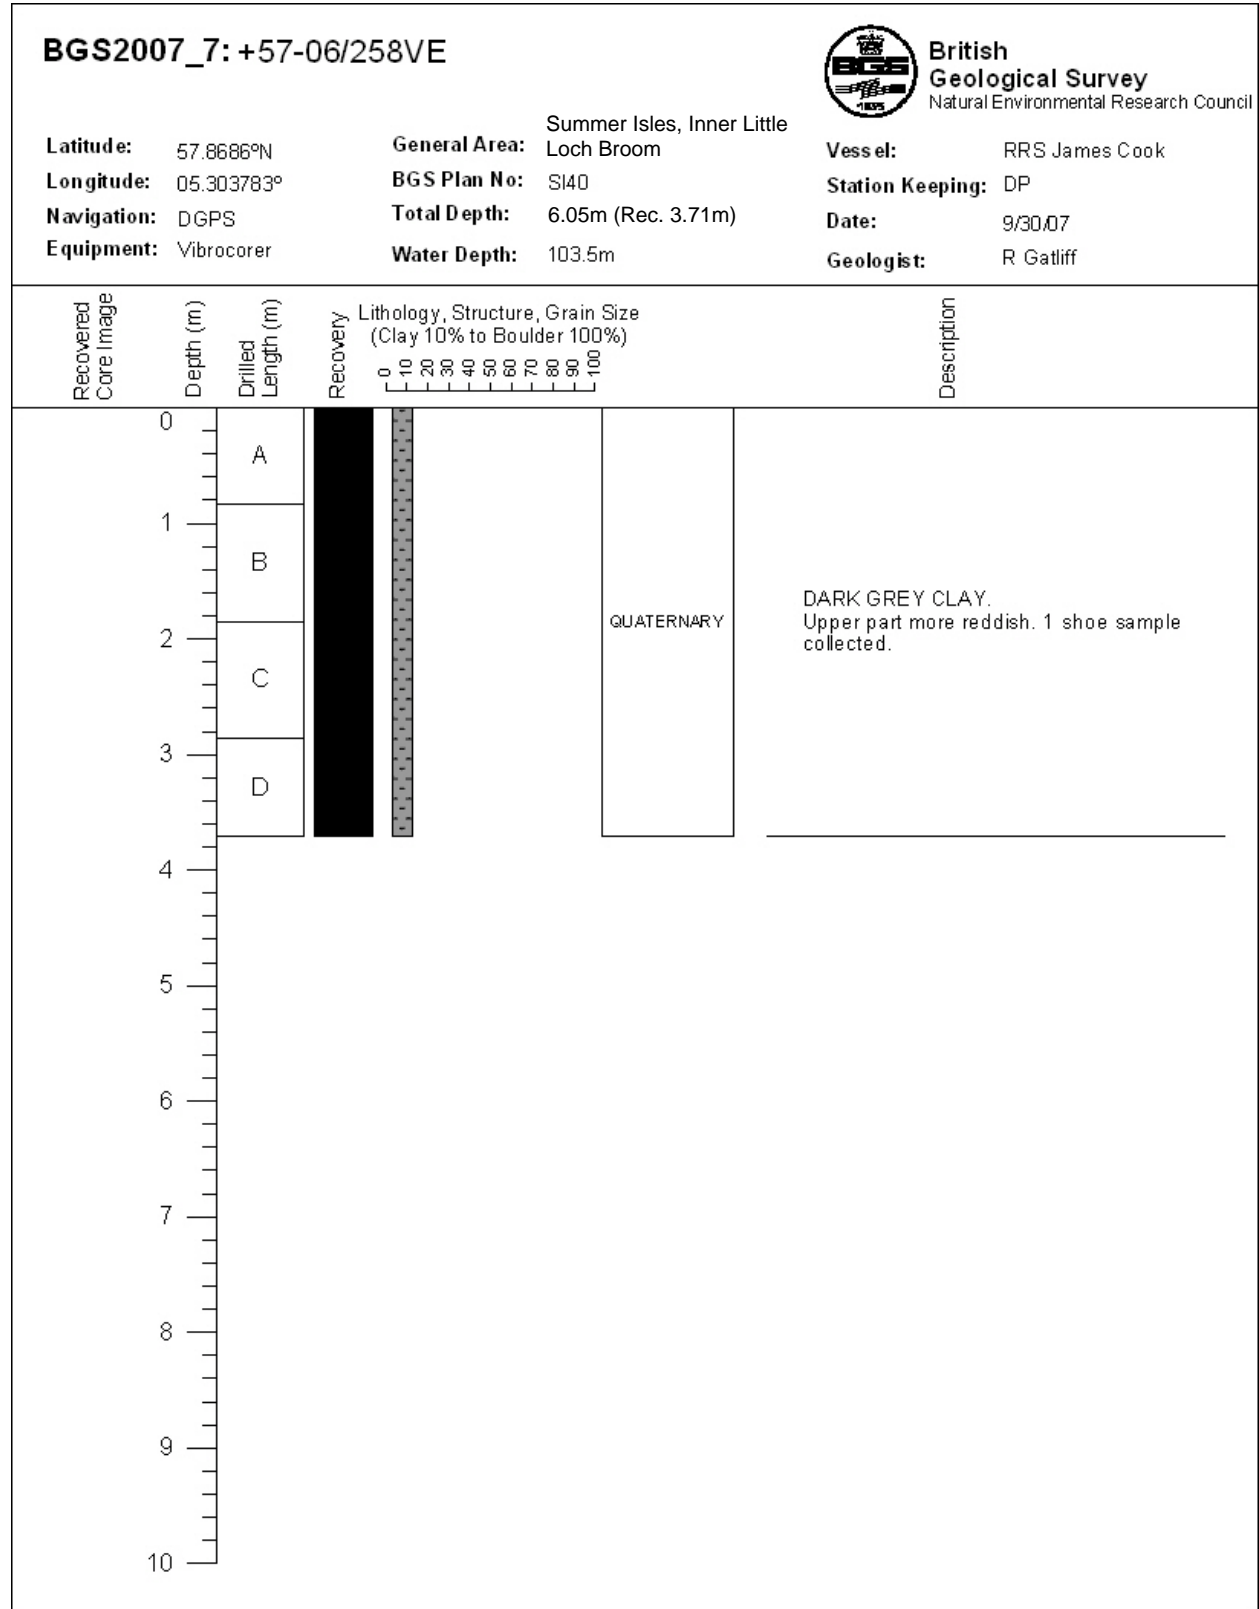 BGS2007_7: +57-06/258VE
BGS
1835
British
Geological Survey
Natural Environmental Research Council
Latitude: 57.8686ºN
Longitude: 05.303783º
Navigation: DGPS
Equipment: Vibrocorer
General Area: Summer Isles, Inner Little
Loch Broom
BGS Plan No: SI40
Total Depth: 6.05m (Rec. 3.71m)
Water Depth: 103.5m
Vessel: RRS James Cook
Station Keeping: DP
Date: 9/30/07
Geologist: R Gatliff
Recovered
Core Image
Depth (m)
Drilled
Length (m)
Recovery
Lithology, Structure, Grain Size
(Clay 10% to Boulder 100%)
0 10 20 30 40 50 60 70 80 90 100
Description
0
A
1
B
QUATERNARY
DARK GREY CLAY.
Upper part more reddish. 1 shoe sample
collected.
2
C
3
D
4
5
6
7
8
9
10